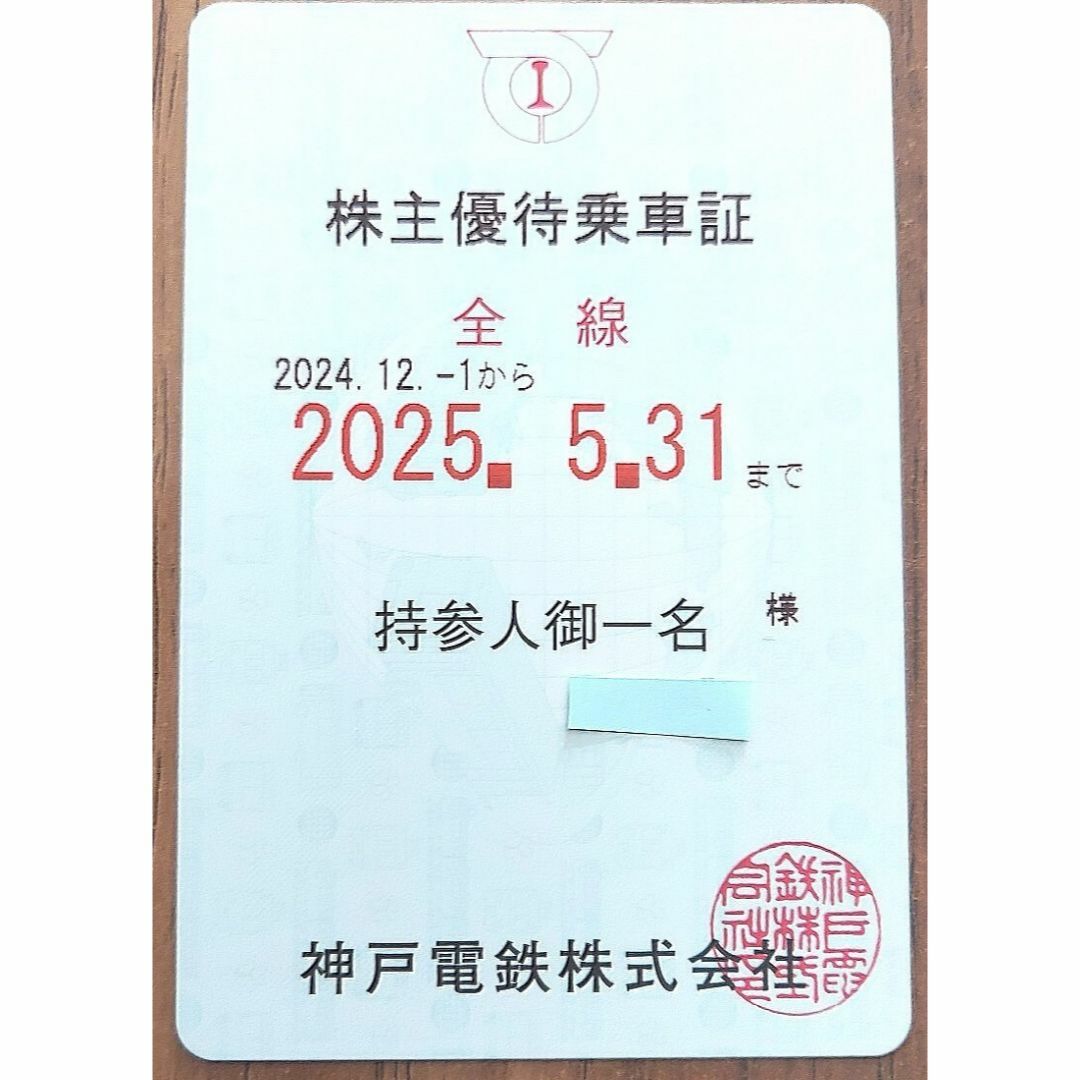 株主優待乗車証
全 線
2024.12.-1から
2025. 5.31まで
持参人御一名 様
神戸電鉄株式会社